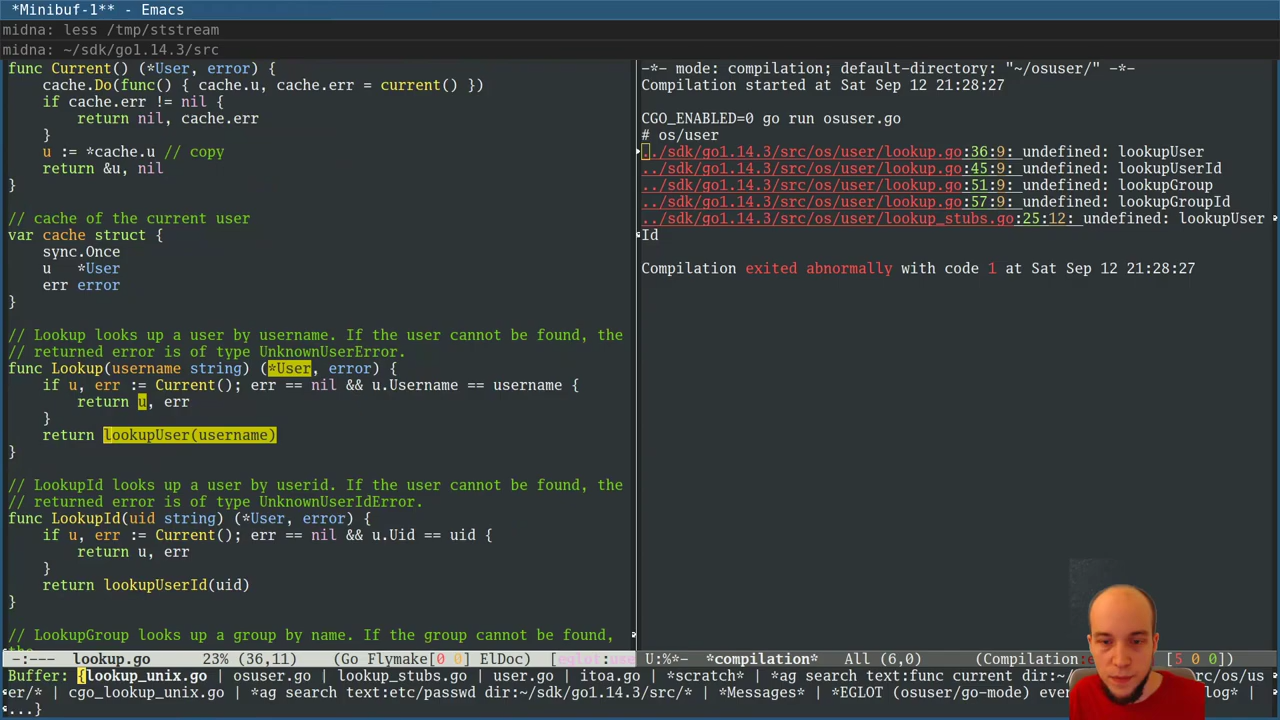 *Minibuf-1** - Emacs
midna: less /tmp/ststream
midna: ~/sdk/go1.14.3/src
func Current() (*User, error) {
    cache.Do(func() { cache.u, cache.err = current() })
    if cache.err != nil {
        return nil, cache.err
    }
    u := *cache.u // copy
    return &u, nil
}
// cache of the current user
var cache struct {
    sync.Once
    u   *User
    err error
}
// Lookup looks up a user by username. If the user cannot be found, the
// returned error is of type UnknownUserError.
func Lookup(username string) (*User, error) {
    if u, err := Current(); err == nil && u.Username == username {
        return u, err
    }
    return lookupUser(username)
}
// LookupId looks up a user by userid. If the user cannot be found, the
// returned error is of type UnknownUserIdError.
func LookupId(uid string) (*User, error) {
    if u, err := Current(); err == nil && u.Uid == uid {
        return u, err
    }
    return lookupUserId(uid)
}
// LookupGroup looks up a group by name. If the group cannot be found,
-:---  lookup.go      23% (36,11)    (Go Flymake[0 0] ElDoc)  [eglot:use
-*- mode: compilation; default-directory: "~/osuser/" -*-
Compilation started at Sat Sep 12 21:28:27
CGO_ENABLED=0 go run osuser.go
# os/user
../sdk/go1.14.3/src/os/user/lookup.go:36:9: undefined: lookupUser
../sdk/go1.14.3/src/os/user/lookup.go:45:9: undefined: lookupUserId
../sdk/go1.14.3/src/os/user/lookup.go:51:9: undefined: lookupGroup
../sdk/go1.14.3/src/os/user/lookup.go:57:9: undefined: lookupGroupId
../sdk/go1.14.3/src/os/user/lookup_stubs.go:25:12: undefined: lookupUser
Id
Compilation exited abnormally with code 1 at Sat Sep 12 21:28:27
U:%*-  *compilation*   All (6,0)      (Compilation:e [5 0 0])
Buffer: {lookup_unix.go | osuser.go | lookup_stubs.go | user.go | itoa.go | *scratch* | *ag search text:func current dir:~/ rc/os/us
er/* | cgo_lookup_unix.go | *ag search text:etc/passwd dir:~/sdk/go1.14.3/src/* | *Messages* | *EGLOT (osuser/go-mode) eve log* |
...}